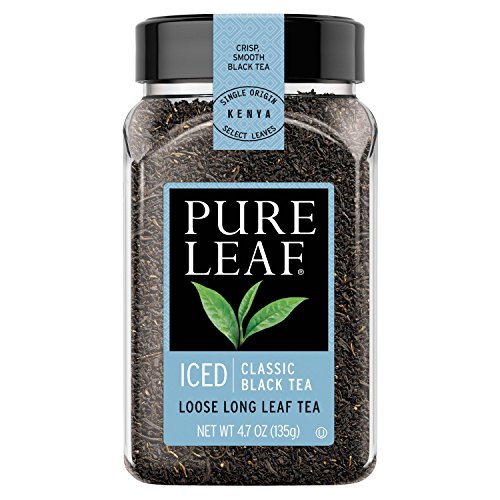 CRISP,
SMOOTH
BLACK TEA
SINGLE ORIGIN
KENYA
SELECT LEAVES
PURE
LEAF®
ICED | CLASSIC
BLACK TEA
LOOSE LONG LEAF TEA
NET WT 4.7 OZ (135g) U